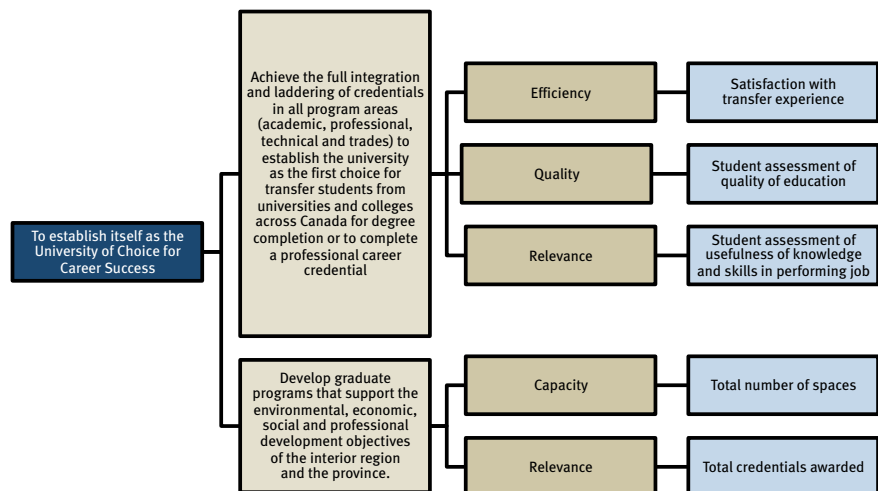 To establish itself as the
University of Choice for
Career Success
Achieve the full integration
and laddering of credentials
in all program areas
(academic, professional,
technical and trades) to
establish the university
as the first choice for
transfer students from
universities and colleges
across Canada for degree
completion or to complete
a professional career
credential
Efficiency
Satisfaction with
transfer experience
Quality
Student assessment of
quality of education
Relevance
Student assessment of
usefulness of knowledge
and skills in performing job
Develop graduate
programs that support the
environmental, economic,
social and professional
development objectives
of the interior region
and the province.
Capacity
Total number of spaces
Relevance
Total credentials awarded